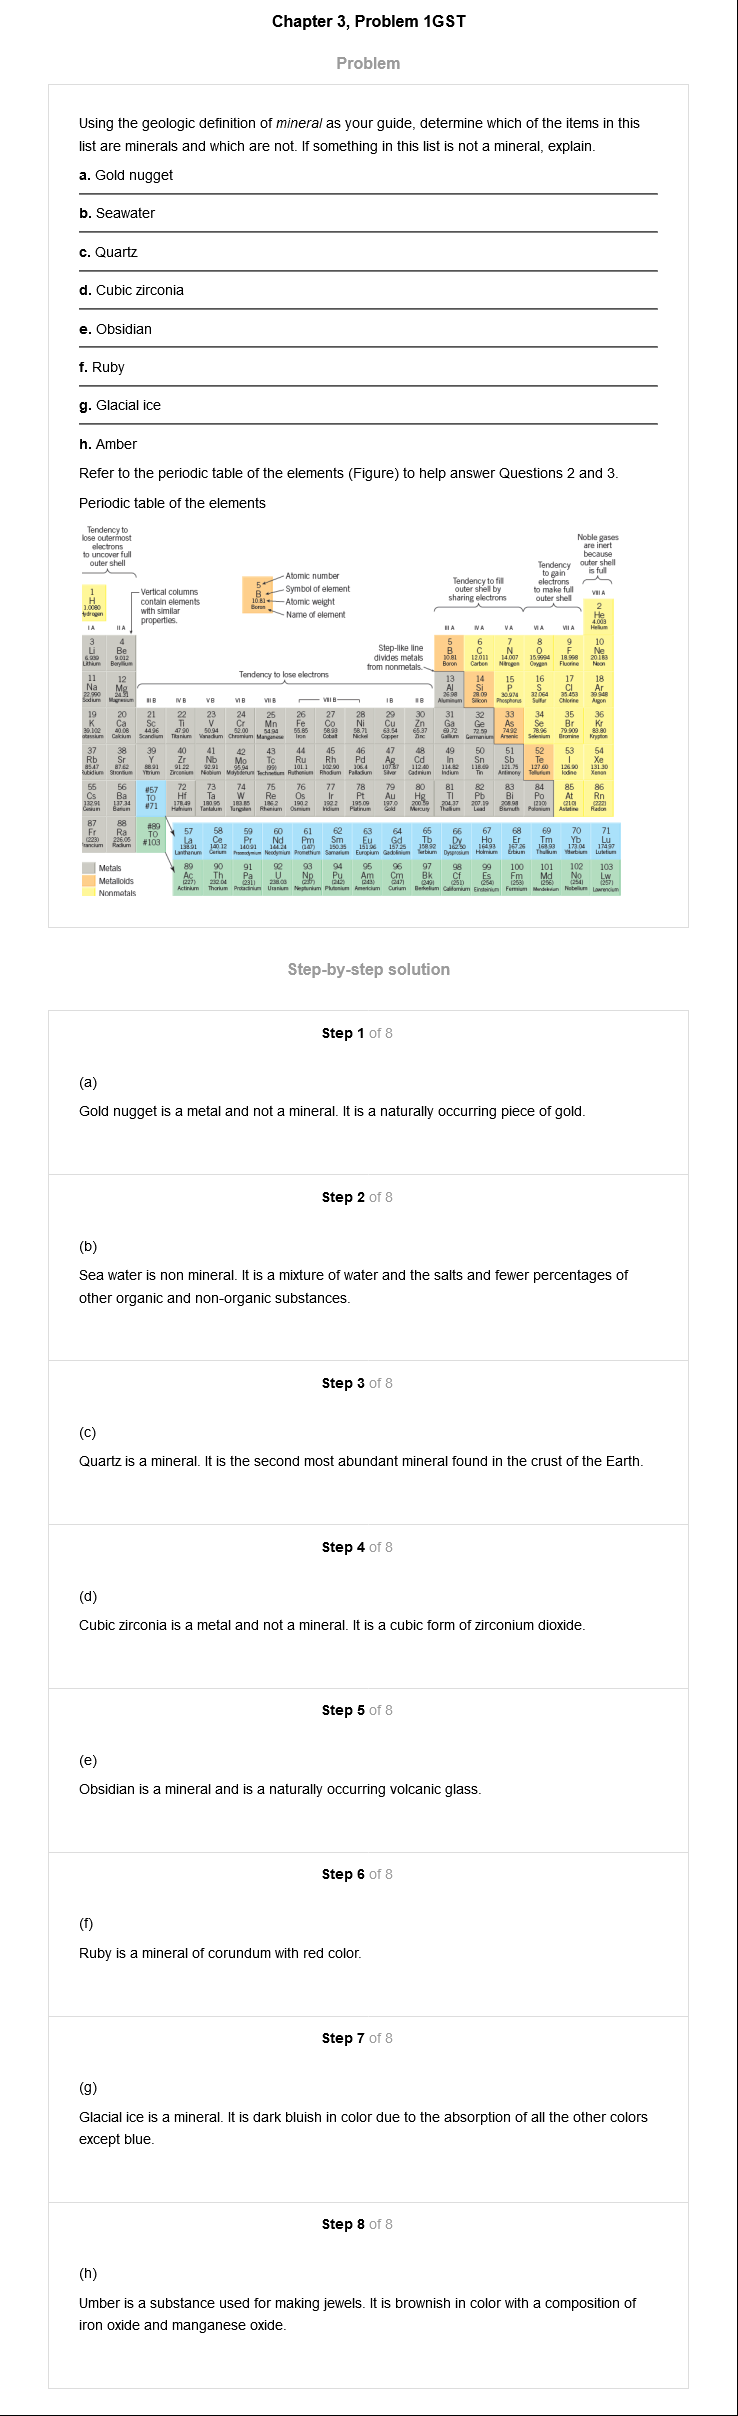 Chapter 3, Problem 1GST
Problem
Using the geologic definition of mineral as your guide, determine which of the items in this
list are minerals and which are not. If something in this list is not a mineral, explain.
a. Gold nugget
b. Seawater
c. Quartz
d. Cubic zirconia
e. Obsidian
f. Ruby
g. Glacial ice
h. Amber
Refer to the periodic table of the elements (Figure) to help answer Questions 2 and 3.
Periodic table of the elements
Tendency to
lose outermost
electrons
to uncover full
outer shell
Noble gases
are inert
because
outer shell
is full
Tendency
to gain
electrons
to make full
outer shell
Tendency to fill
outer shell by
sharing electrons
Atomic number
Symbol of element
Atomic weight
Name of element
5
B
10.81
Boron
Vertical columns
contain elements
with similar
properties.
Step-like line
divides metals
from nonmetals.
Tendency to lose electrons
1
H
1.0080
2
He
4.003
Helium
I A II A III A IV A V A VI A VII A VIII A
3 4 5 6 7 8 9 10
Li Be B C N O F Ne
6.939 9.012 10.81 12.011 14.007 15.9994 18.998 20.183
Lithium Beryllium Boron Carbon Nitrogen Oxygen Fluorine Neon
11 12 13 14 15 16 17 18
Na Mg Al Si P S Cl Ar
22.990 24.31 26.98 28.09 30.974 32.064 35.453 39.948
Sodium Magnesium Aluminum Silicon Phosphorus Sulfur Chlorine Argon
III B IV B V B VI B VII B VIII B I B II B
19 20 21 22 23 24 25 26 27 28 29 30 31 32 33 34 35 36
K Ca Sc Ti V Cr Mn Fe Co Ni Cu Zn Ga Ge As Se Br Kr
39.102 40.08 44.96 47.90 50.94 52.00 54.94 55.85 58.93 58.71 63.54 65.37 69.72 72.59 74.92 78.96 79.909 83.80
Calcium Scandium Titanium Vanadium Chromium Manganese Iron Cobalt Nickel Copper Zinc Gallium Germanium Arsenic Selenium Bromine Krypton
37 38 39 40 41 42 43 44 45 46 47 48 49 50 51 52 53 54
Rb Sr Y Zr Nb Mo Tc Ru Rh Pd Ag Cd In Sn Sb Te I Xe
85.47 87.62 88.91 91.22 92.91 95.94 (99) 101.1 102.90 106.4 107.87 112.40 114.82 118.69 121.75 127.60 126.90 131.30
Strontium Yttrium Zirconium Niobium Molybdenum Technetium Ruthenium Rhodium Palladium Silver Cadmium Indium Tin Antimony Tellurium Iodine Xenon
55 56 #57 TO #71 72 73 74 75 76 77 78 79 80 81 82 83 84 85 86
Cs Ba Hf Ta W Re Os Ir Pt Au Hg Tl Pb Bi Po At Rn
132.91 137.34 178.49 180.95 183.85 186.2 190.2 192.2 195.09 197.0 200.59 204.37 207.19 208.98 (210) (210) (222)
Cesium Barium Hafnium Tantalum Tungsten Rhenium Osmium Iridium Platinum Gold Mercury Thallium Lead Bismuth Polonium Astatine Radon
87 88 #89 TO #103
Fr Ra
(223) 226.05
Radium
57 58 59 60 61 62 63 64 65 66 67 68 69 70 71
La Ce Pr Nd Pm Sm Eu Gd Tb Dy Ho Er Tm Yb Lu
138.91 140.12 140.91 144.24 (147) 150.35 151.96 157.25 158.92 162.50 164.93 167.26 168.93 173.04 174.97
Lanthanum Cerium Praseodymium Neodymium Samarium Europium Gadolinium Terbium Dysprosium Holmium Erbium Thullium Ytterbium Lutetium
89 90 91 92 93 94 95 96 97 98 99 100 101 102 103
Ac Th Pa U Np Pu Am Cm Bk Cf Es Fm Md No Lw
(227) 232.04 (231) 238.03 (237) (242) (243) (247) (249) (251) (254) (253) (256) (254) (257)
Actinium Thorium Protactinium Uranium Neptunium Plutonium Americium Curium Berkelium Californium Einsteinium Fermium Mendelevium Nobelium Lawrencium
Metals
Metalloids
Nonmetals
Step-by-step solution
Step 1 of 8
(a)
Gold nugget is a metal and not a mineral. It is a naturally occurring piece of gold.
Step 2 of 8
(b)
Sea water is non mineral. It is a mixture of water and the salts and fewer percentages of
other organic and non-organic substances.
Step 3 of 8
(c)
Quartz is a mineral. It is the second most abundant mineral found in the crust of the Earth.
Step 4 of 8
(d)
Cubic zirconia is a metal and not a mineral. It is a cubic form of zirconium dioxide.
Step 5 of 8
(e)
Obsidian is a mineral and is a naturally occurring volcanic glass.
Step 6 of 8
(f)
Ruby is a mineral of corundum with red color.
Step 7 of 8
(g)
Glacial ice is a mineral. It is dark bluish in color due to the absorption of all the other colors
except blue.
Step 8 of 8
(h)
Umber is a substance used for making jewels. It is brownish in color with a composition of
iron oxide and manganese oxide.